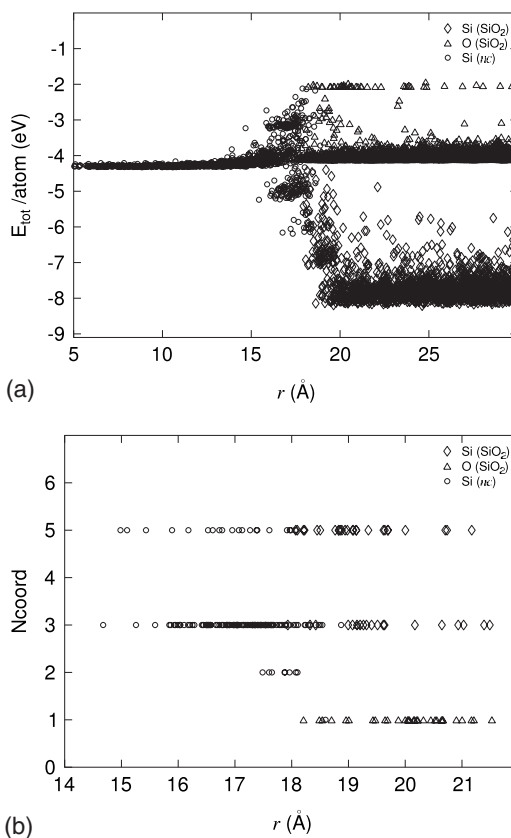 Si (SiO₂)
O (SiO₂)
Si (nc)
-1
-2
-3
-4
-5
-6
-7
-8
-9
E_tot /atom (eV)
5 10 15 20 25
r (Å)
(a)
Si (SiO₂)
O (SiO₂)
Si (nc)
6
5
4
3
2
1
0
Ncoord
14 15 16 17 18 19 20 21
r (Å)
(b)